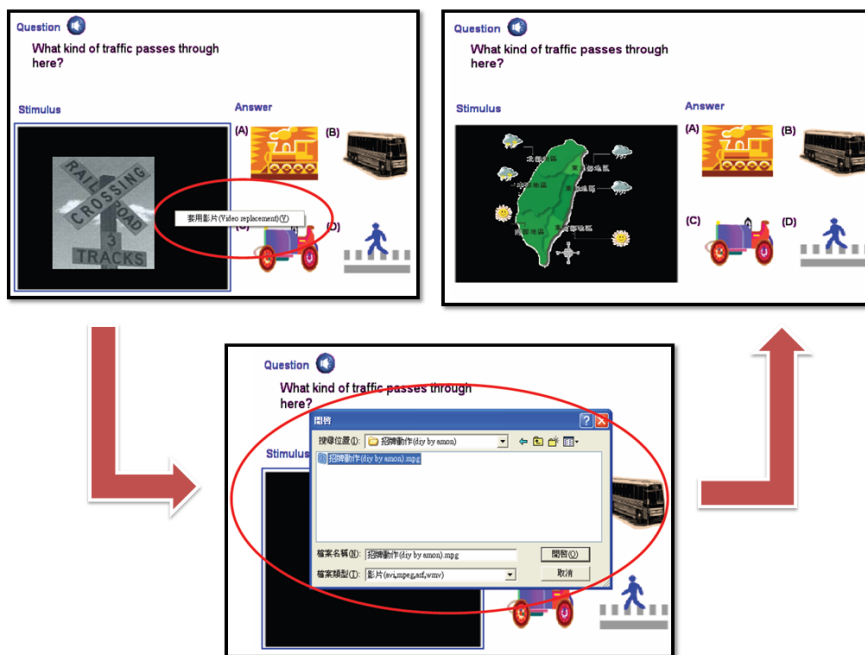 Question
What kind of traffic passes through
here?
Stimulus
Answer
(A)
(B)
RAIL ROAD
CROSSING
3
TRACKS
套用影片(Video replacement)(V)
(D)
Question
What kind of traffic passes through
here?
Stimulus
Answer
(A)
(B)
(C)
(D)
Question
What kind of traffic passes through
here?
開啓
搜尋位置(I):
招牌動作(diy by amon)
Stimulus
招牌動作(diy by amon).mpg
檔案名稱(N):
招牌動作(diy by amon).mpg
開啓(O)
檔案類型(T):
影片(avi,mpeg,asf,wmv)
取消